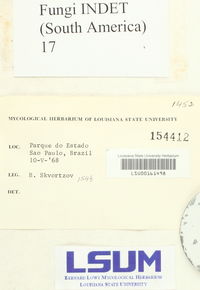 Fungi INDET
(South America)
17
1452
MYCOLOGICAL HERBARIUM OF LOUISIANA STATE UNIVERSITY
154412
LOC. Parque do Estado
Sao Paulo, Brazil
10-V-'68
Louisiana State University Herbarium
LEG. B. Skvortzov
DET.
LSUM
BERNARD LOWY MYCOLOGICAL HERBARIUM
LOUISIANA STATE UNIVERSITY